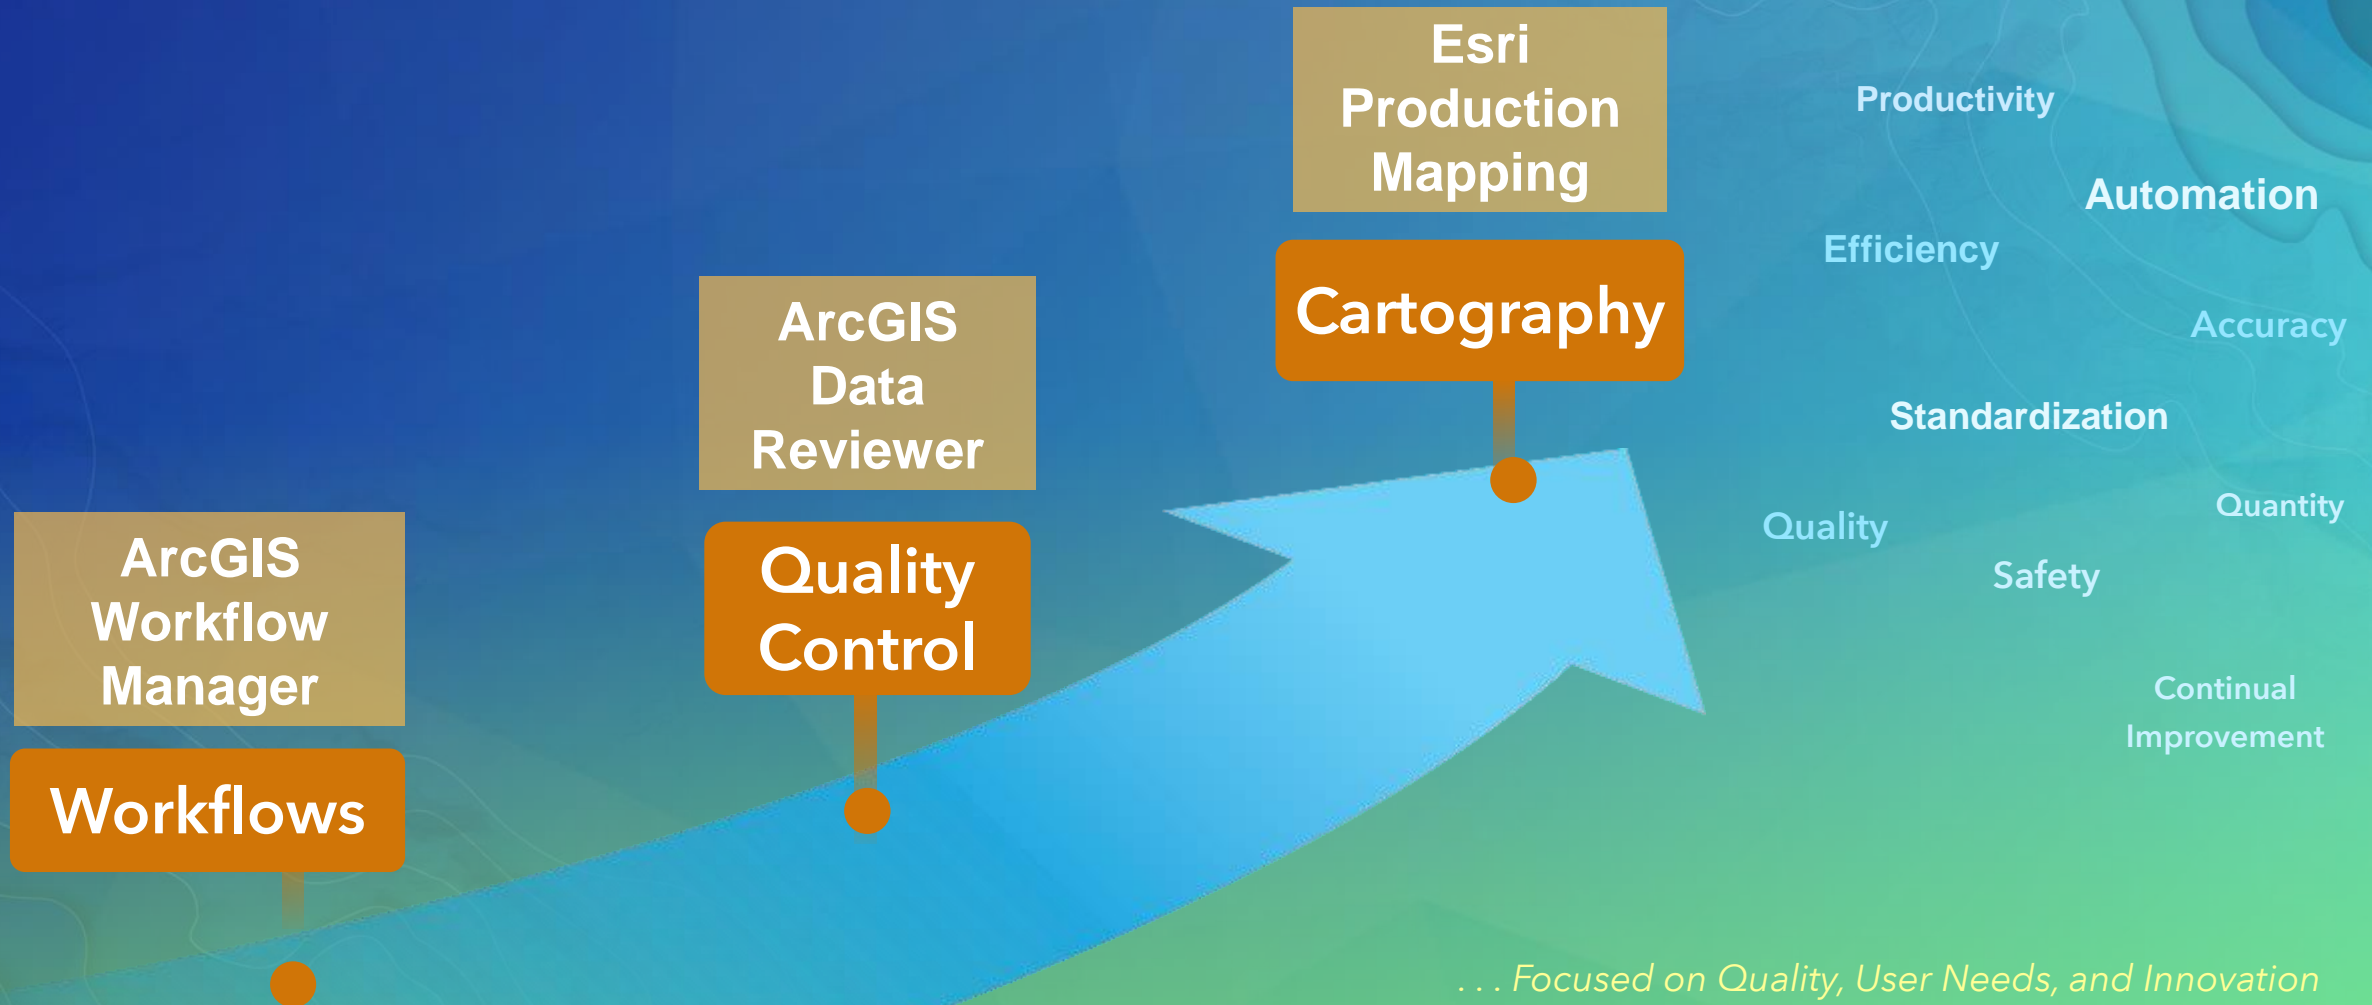 ArcGIS
Workflow
Manager
Workflows
ArcGIS
Data
Reviewer
Quality
Control
Esri
Production
Mapping
Cartography
Productivity
Automation
Efficiency
Accuracy
Standardization
Quantity
Quality
Safety
Continual
Improvement
. . . Focused on Quality, User Needs, and Innovation